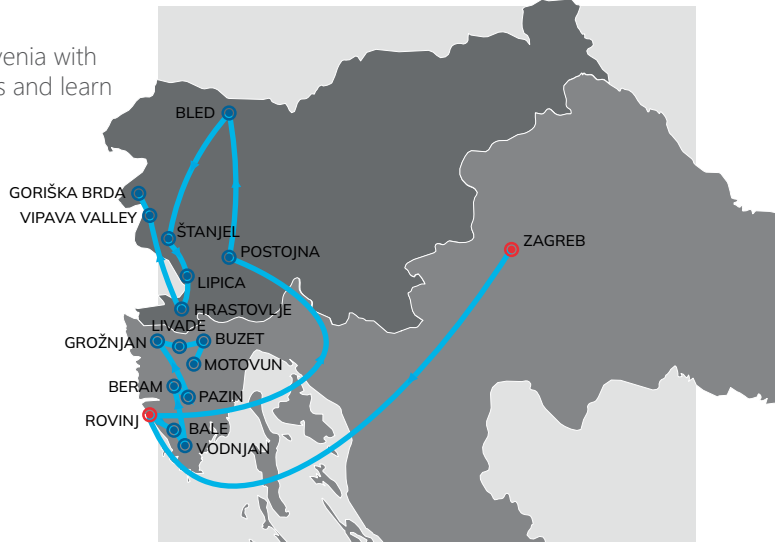 venia with
s and learn
BLED
GORIŠKA BRDA
VIPAVA VALLEY
ŠTANJEL
ZAGREB
POSTOJNA
LIPICA
HRASTOVLJE
LIVADE
GROŽNJAN
BUZET
MOTOVUN
BERAM
PAZIN
ROVINJ
BALE
VODNJAN